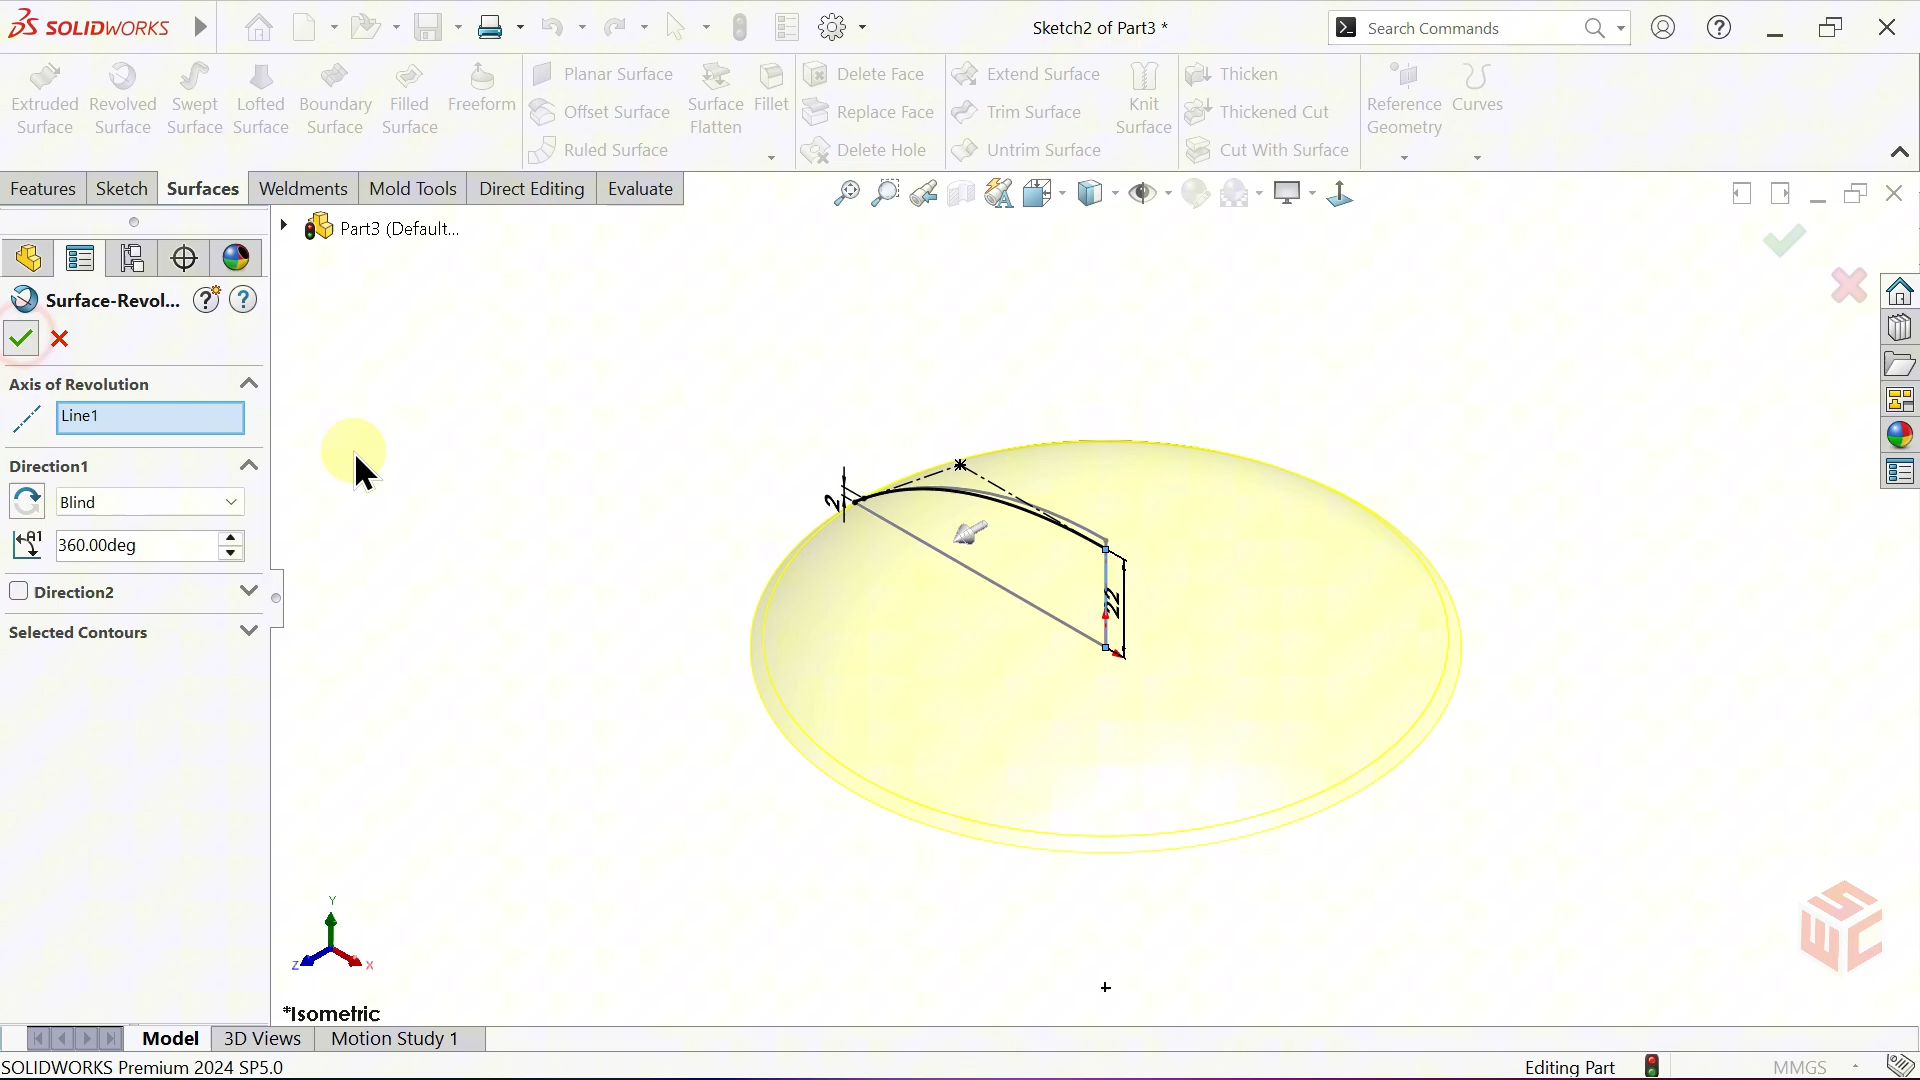 SOLIDWORKS
Sketch2 of Part3 *
Search Commands
Extruded Surface
Revolved Surface
Swept Surface
Lofted Surface
Boundary Surface
Filled Surface
Freeform
Planar Surface
Offset Surface
Ruled Surface
Surface Flatten
Fillet
Delete Face
Replace Face
Delete Hole
Extend Surface
Trim Surface
Untrim Surface
Knit Surface
Thicken
Thickened Cut
Cut With Surface
Reference Geometry
Curves
Features
Sketch
Surfaces
Weldments
Mold Tools
Direct Editing
Evaluate
Part3 (Default...
Surface-Revol...
Axis of Revolution
Line1
Direction1
Blind
A1
360.00deg
Direction2
Selected Contours
2
22
Y
Z
X
*Isometric
SWC
Model
3D Views
Motion Study 1
SOLIDWORKS Premium 2024 SP5.0
Editing Part
MMGS